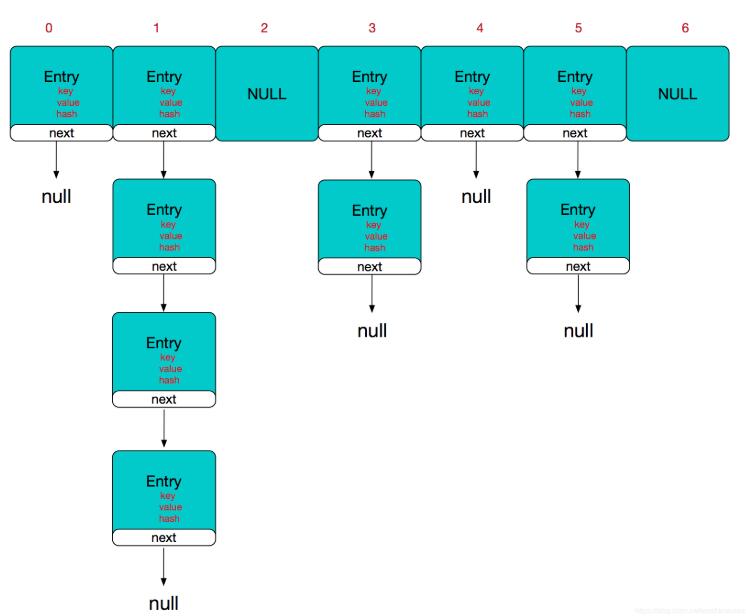 0 1 2 3 4 5 6
Entry Entry NULL Entry Entry Entry NULL
key key key key key
value value value value value
hash hash hash hash hash
next next next next next
null null
Entry Entry Entry
key key key
value value value
hash hash hash
next next next
null null
Entry
key
value
hash
next
Entry
key
value
hash
next
null